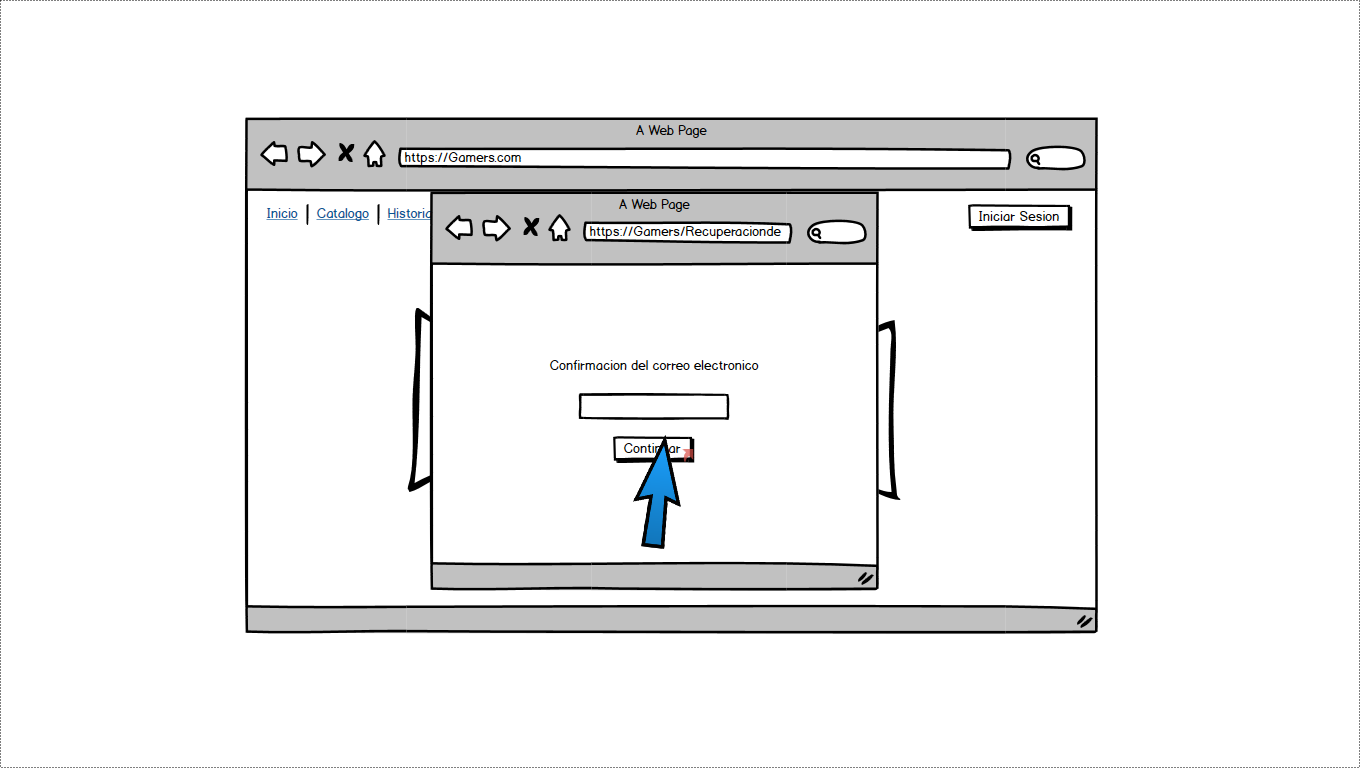 A Web Page
https://Gamers.com
Inicio
Catalogo
Iniciar Sesion
A Web Page
https://Gamers/Recuperacionde
Confirmacion del correo electronico